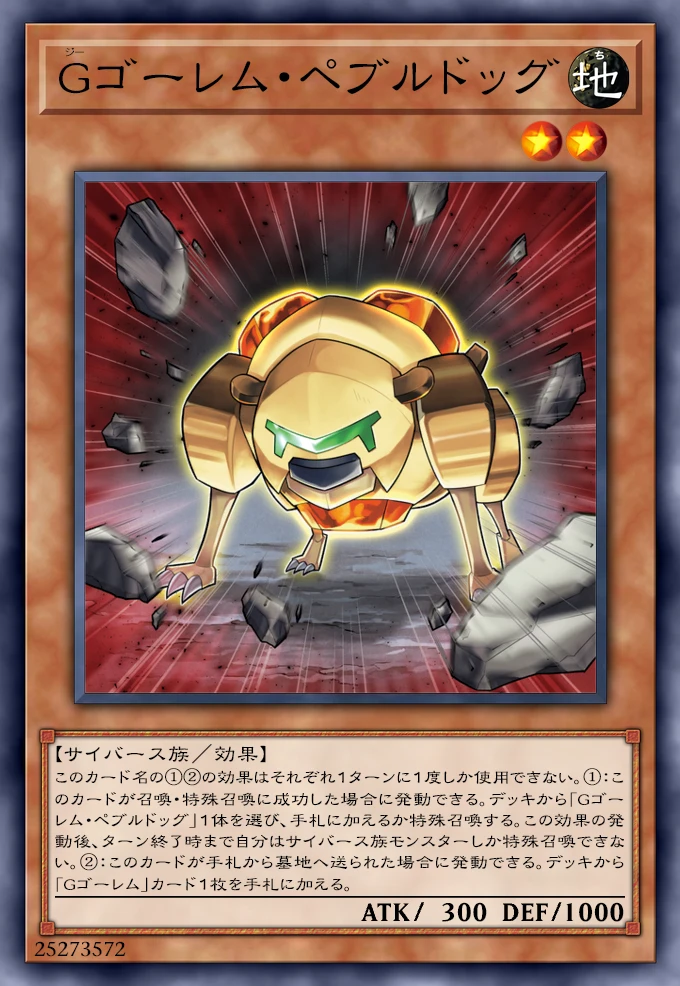 ジー
Gゴーレム・ペブルドッグ
ち
地
【サイバース族／効果】
このカード名の①②の効果はそれぞれ1ターンに1度しか使用できない。①：こ
のカードが召喚・特殊召喚に成功した場合に発動できる。デッキから「Gゴー
レム・ペブルドッグ」1体を選び、手札に加えるか特殊召喚する。この効果の発
動後、ターン終了時まで自分はサイバース族モンスターしか特殊召喚できな
い。②：このカードが手札から墓地へ送られた場合に発動できる。デッキから
「Gゴーレム」カード1枚を手札に加える。
ATK/ 300 DEF/1000
25273572